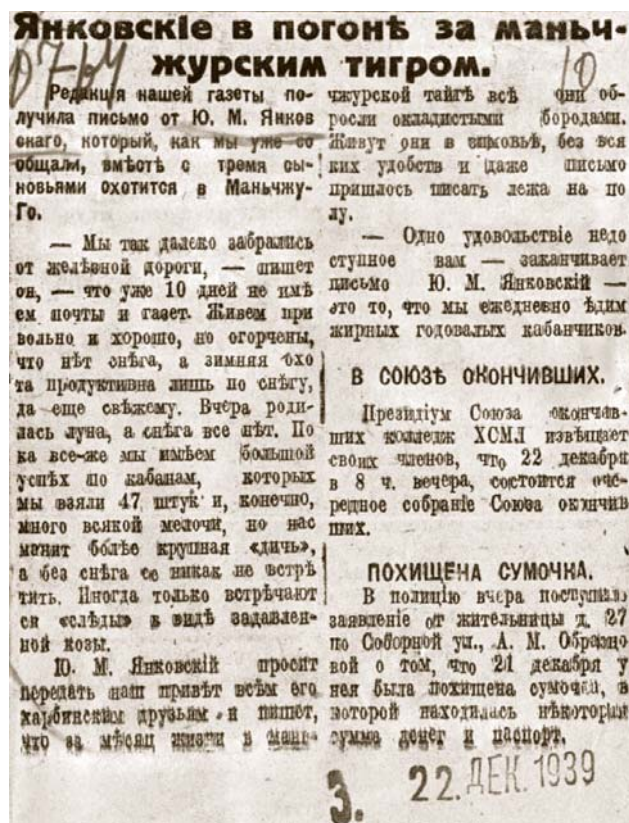 Янковскіе в погонѣ за маньч-
журским тигром.
Редакція нашей газеты по-
лучила письмо от Ю. М. Янков
скаго, который, как мы уже со
общали, вмѣстѣ с тремя сы-
новьями охотится в Маньчжу-
Го.
— Мы так далеко забрались
от желѣзной дороги, — пишет
он, — что уже 10 дней не имѣ
ем почты и газет. Живем при
вольно и хорошо, но огорчены,
что нѣт снѣга, а зимняя охо
та продуктивна лишь по снѣгу,
да еще свѣжему. Вчера роди-
лась луна, а снѣга все нѣт. По
ка все-же мы имѣем большой
успѣх по кабанам, которых
мы взяли 47 штук и, конечно,
много всякой мелочи, но нас
манит болѣе крупная «дичь»,
а без снѣга ее никак не встрѣ
тить. Иногда только встрѣчают
ся «слѣды» в видѣ задавлен-
ной козы.
Ю. М. Янковскій просит
передать наш привѣт всѣм его
харбинским друзьям и пишет,
что за мѣсяц жизни в мань-
чжурской тайгѣ всѣ они об-
росли окладистыми бородами.
Живут они в зимовьѣ, без вся
ких удобств и даже письмо
пришлось писать лежа на по
лу.
— Одно удовольствіе недо
ступное вам — заканчивает
письмо Ю. М. Янковскій —
это то, что мы ежедневно ѣдим
жирных годовалых кабанчиков.
В СОЮЗѢ ОКОНЧИВШИХ.
Президіум Союза окончив-
ших колледж ХСМЛ извѣщает
своих членов, что 22 декабря
в 8 ч. вечера, состоится оче-
редное собраніе Союза окончив
ших.
ПОХИЩЕНА СУМОЧКА.
В полицію вчера поступило
заявленіе от жительницы д. 27
по Соборной ул., А. М. Образцо
вой о том, что 21 декабря у
нея была похищена сумочка, в
которой находилась нѣкоторая
сумма денег и паспорт.
3. 22. ДЕК. 1939
10